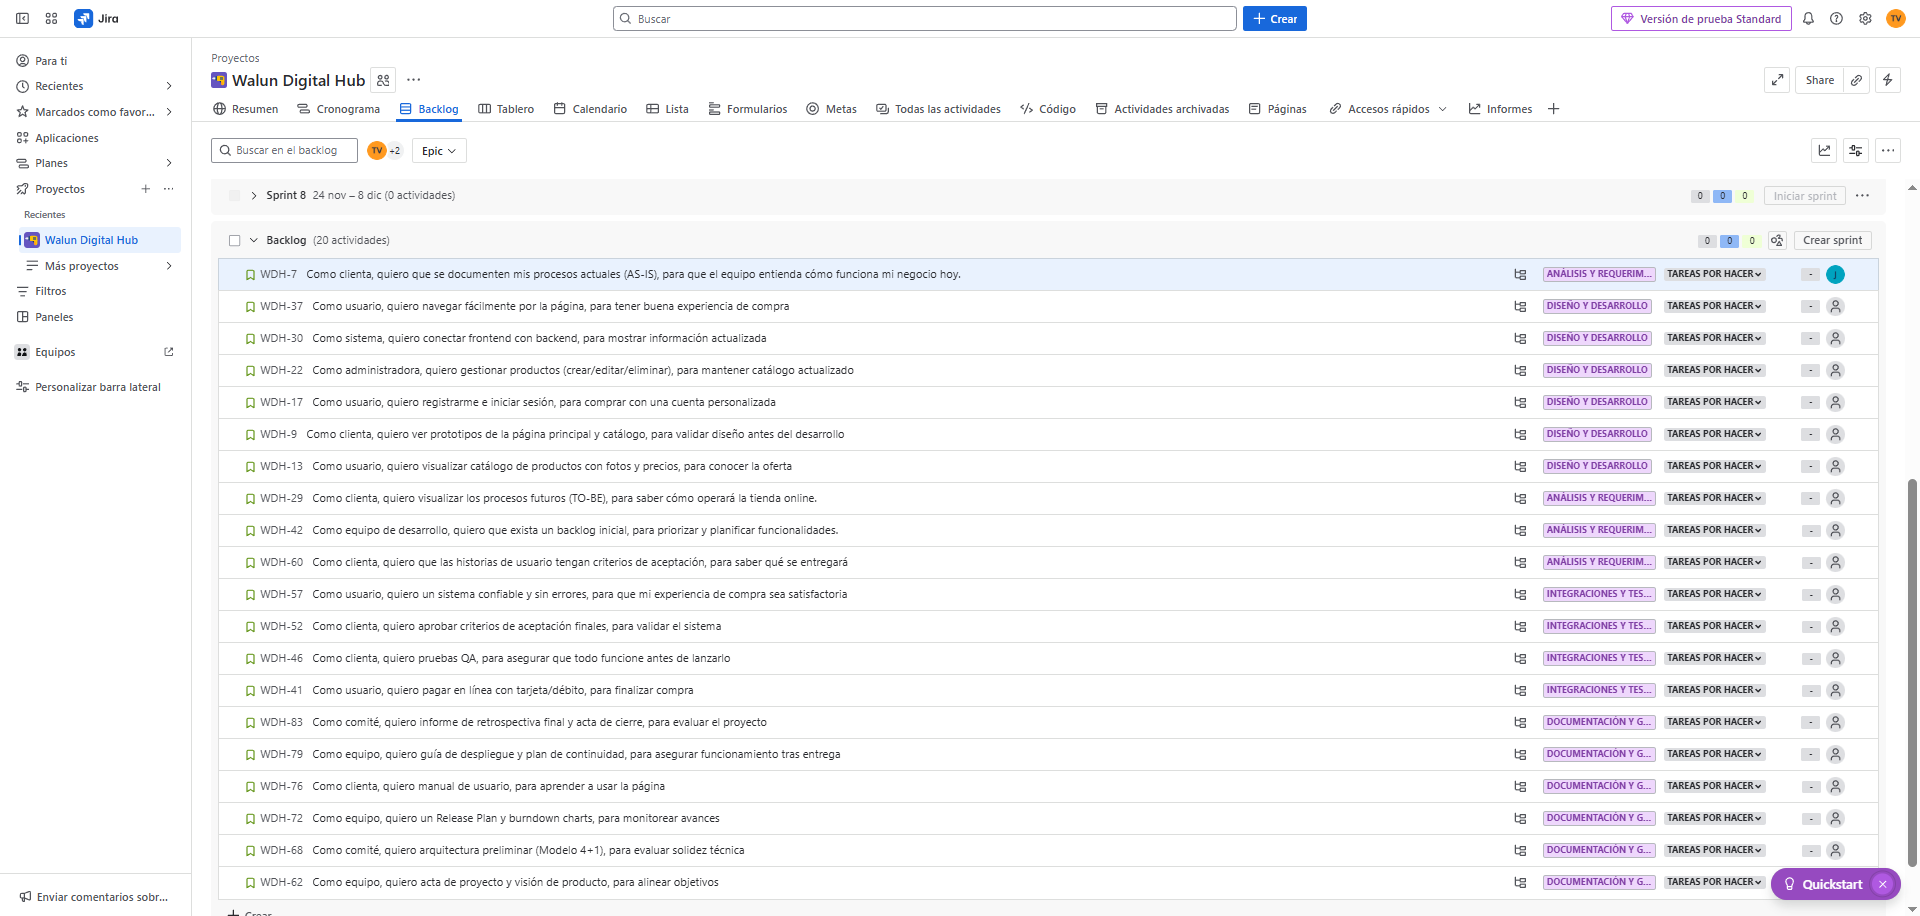 Jira
Buscar
Crear
Versión de prueba Standard
TV
Para ti
Recientes
Marcados como favor...
Aplicaciones
Planes
Proyectos
Recientes
Walun Digital Hub
Más proyectos
Filtros
Paneles
Equipos
Personalizar barra lateral
Enviar comentarios sobr...
Proyectos
Walun Digital Hub
Share
Resumen Cronograma Backlog Tablero Calendario Lista Formularios Metas Todas las actividades Código Actividades archivadas Páginas Accesos rápidos Informes
Buscar en el backlog TV +2 Epic
Sprint 8 24 nov – 8 dic (0 actividades) 0 0 0 Iniciar sprint
Backlog (20 actividades) 0 0 0 Crear sprint
WDH-7 Como clienta, quiero que se documenten mis procesos actuales (AS-IS), para que el equipo entienda cómo funciona mi negocio hoy. ANÁLISIS Y REQUERIM... TAREAS POR HACER - J
WDH-37 Como usuario, quiero navegar fácilmente por la página, para tener buena experiencia de compra DISEÑO Y DESARROLLO TAREAS POR HACER -
WDH-30 Como sistema, quiero conectar frontend con backend, para mostrar información actualizada DISEÑO Y DESARROLLO TAREAS POR HACER -
WDH-22 Como administradora, quiero gestionar productos (crear/editar/eliminar), para mantener catálogo actualizado DISEÑO Y DESARROLLO TAREAS POR HACER -
WDH-17 Como usuario, quiero registrarme e iniciar sesión, para comprar con una cuenta personalizada DISEÑO Y DESARROLLO TAREAS POR HACER -
WDH-9 Como clienta, quiero ver prototipos de la página principal y catálogo, para validar diseño antes del desarrollo DISEÑO Y DESARROLLO TAREAS POR HACER -
WDH-13 Como usuario, quiero visualizar catálogo de productos con fotos y precios, para conocer la oferta DISEÑO Y DESARROLLO TAREAS POR HACER -
WDH-29 Como clienta, quiero visualizar los procesos futuros (TO-BE), para saber cómo operará la tienda online. ANÁLISIS Y REQUERIM... TAREAS POR HACER -
WDH-42 Como equipo de desarrollo, quiero que exista un backlog inicial, para priorizar y planificar funcionalidades. ANÁLISIS Y REQUERIM... TAREAS POR HACER -
WDH-60 Como clienta, quiero que las historias de usuario tengan criterios de aceptación, para saber qué se entregará ANÁLISIS Y REQUERIM... TAREAS POR HACER -
WDH-57 Como usuario, quiero un sistema confiable y sin errores, para que mi experiencia de compra sea satisfactoria INTEGRACIONES Y TES... TAREAS POR HACER -
WDH-52 Como clienta, quiero aprobar criterios de aceptación finales, para validar el sistema INTEGRACIONES Y TES... TAREAS POR HACER -
WDH-46 Como clienta, quiero pruebas QA, para asegurar que todo funcione antes de lanzarlo INTEGRACIONES Y TES... TAREAS POR HACER -
WDH-41 Como usuario, quiero pagar en línea con tarjeta/débito, para finalizar compra INTEGRACIONES Y TES... TAREAS POR HACER -
WDH-83 Como comité, quiero informe de retrospectiva final y acta de cierre, para evaluar el proyecto DOCUMENTACIÓN Y G... TAREAS POR HACER -
WDH-79 Como equipo, quiero guía de despliegue y plan de continuidad, para asegurar funcionamiento tras entrega DOCUMENTACIÓN Y G... TAREAS POR HACER -
WDH-76 Como clienta, quiero manual de usuario, para aprender a usar la página DOCUMENTACIÓN Y G... TAREAS POR HACER -
WDH-72 Como equipo, quiero un Release Plan y burndown charts, para monitorear avances DOCUMENTACIÓN Y G... TAREAS POR HACER -
WDH-68 Como comité, quiero arquitectura preliminar (Modelo 4+1), para evaluar solidez técnica DOCUMENTACIÓN Y G... TAREAS POR HACER -
WDH-62 Como equipo, quiero acta de proyecto y visión de producto, para alinear objetivos DOCUMENTACIÓN Y G... TAREAS POR HACER
Quickstart
Crear